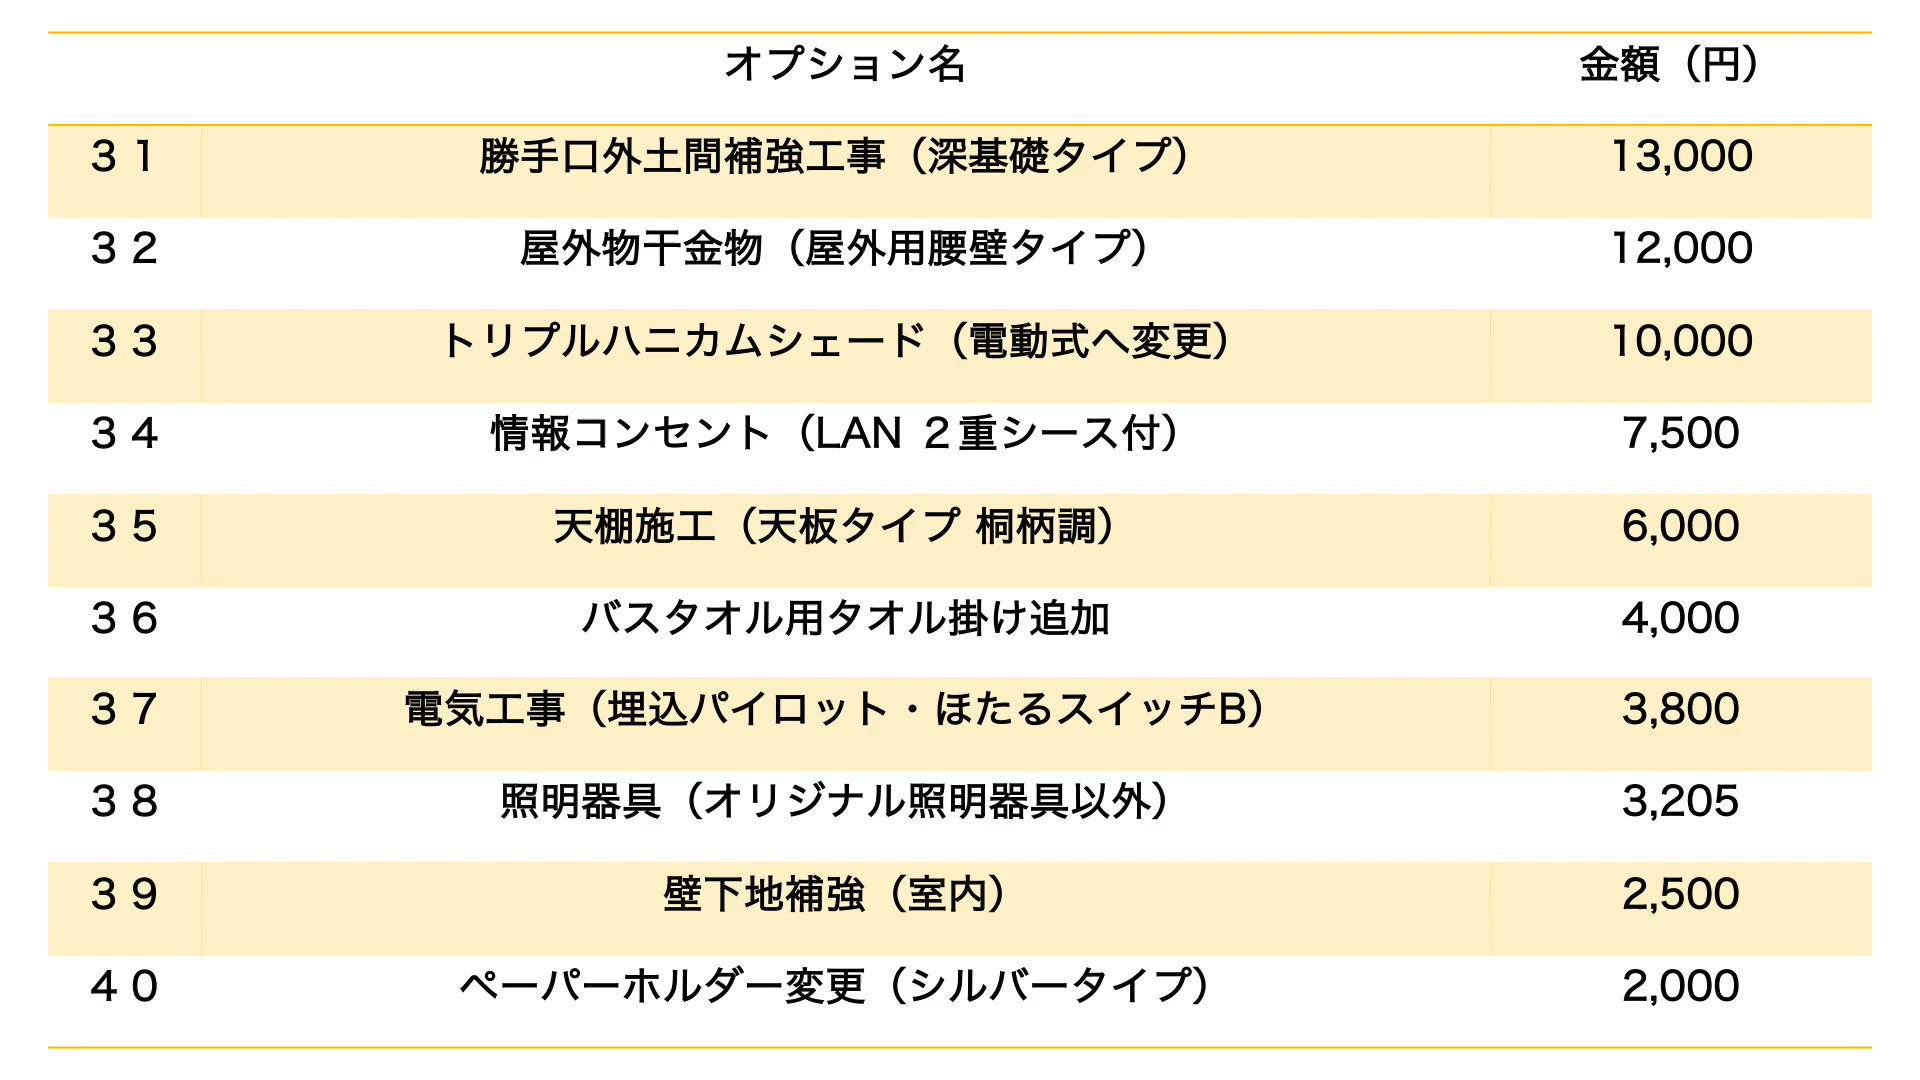 オプション名 金額（円）
３１ 勝手口外土間補強工事（深基礎タイプ） 13,000
３２ 屋外物干金物（屋外用腰壁タイプ） 12,000
３３ トリプルハニカムシェード（電動式へ変更） 10,000
３４ 情報コンセント（LAN ２重シース付） 7,500
３５ 天棚施工（天板タイプ 桐柄調） 6,000
３６ バスタオル用タオル掛け追加 4,000
３７ 電気工事（埋込パイロット・ほたるスイッチB） 3,800
３８ 照明器具（オリジナル照明器具以外） 3,205
３９ 壁下地補強（室内） 2,500
４０ ペーパーホルダー変更（シルバータイプ） 2,000